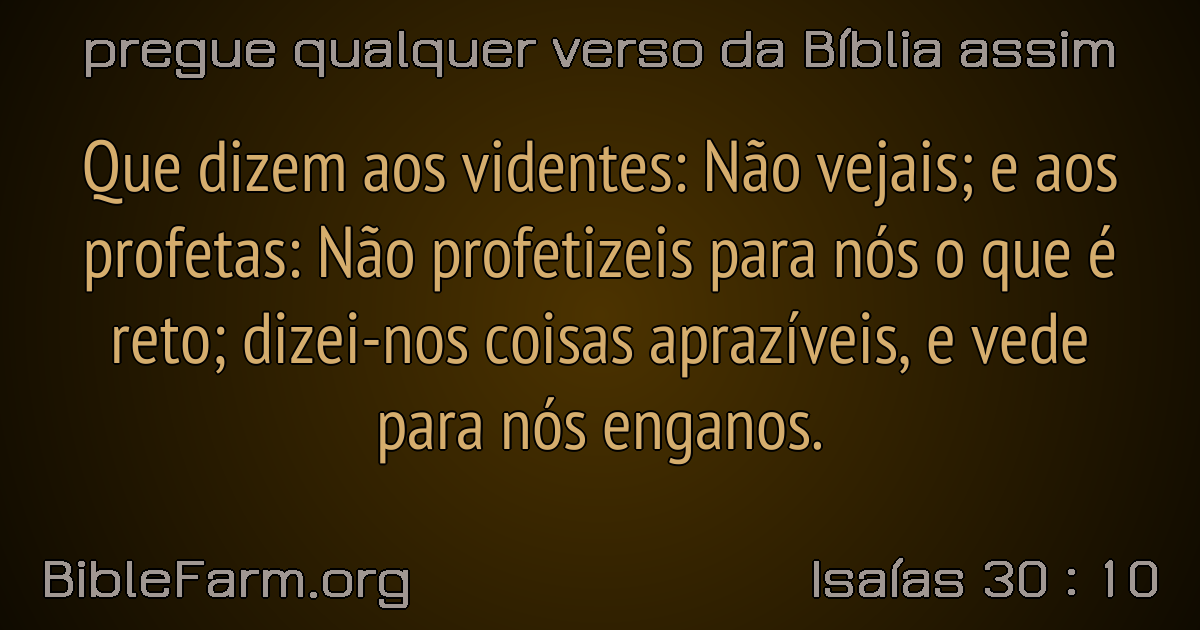 pregue qualquer verso da Bíblia assim
Que dizem aos videntes: Não vejais; e aos
profetas: Não profetizeis para nós o que é
reto; dizei-nos coisas aprazíveis, e vede
para nós enganos.
BibleFarm.org
Isaías 30 : 10